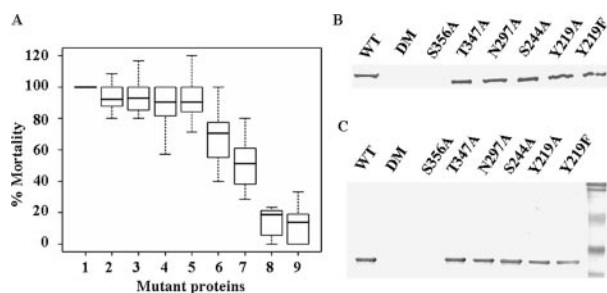 A
120
100
80
60
40
20
0
% Mortality
1 2 3 4 5 6 7 8 9
Mutant proteins
B
WT DM S356A T347A N297A S244A Y219A Y219F
C
WT DM S356A T347A N297A S244A Y219A Y219F